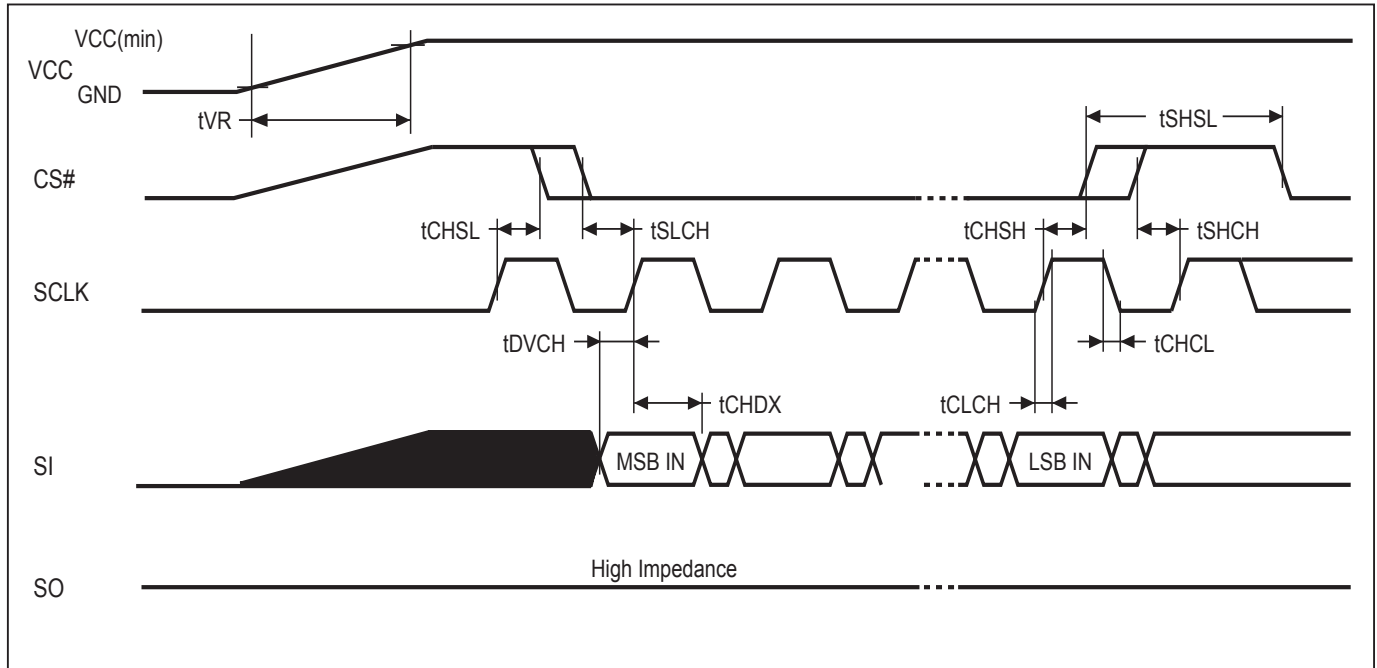 VCC(min)
VCC
GND
tVR
tSHSL
CS#
tCHSL
tSLCH
tCHSH
tSHCH
SCLK
tDVCH
tCHCL
tCHDX
tCLCH
SI
MSB IN
LSB IN
High Impedance
SO